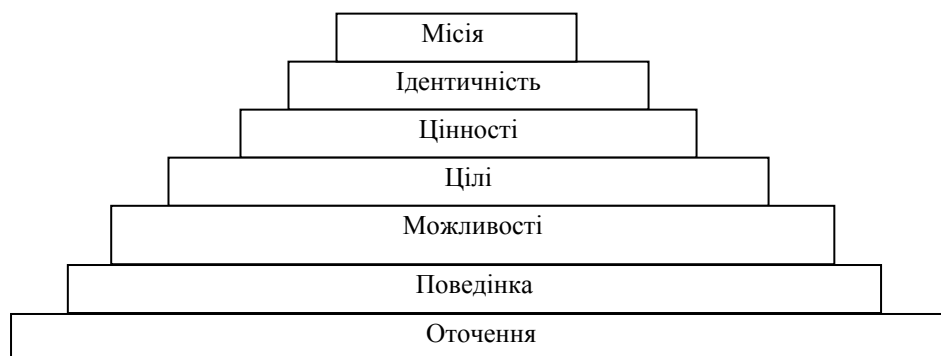 Місія
Ідентичність
Цінності
Цілі
Можливості
Поведінка
Оточення